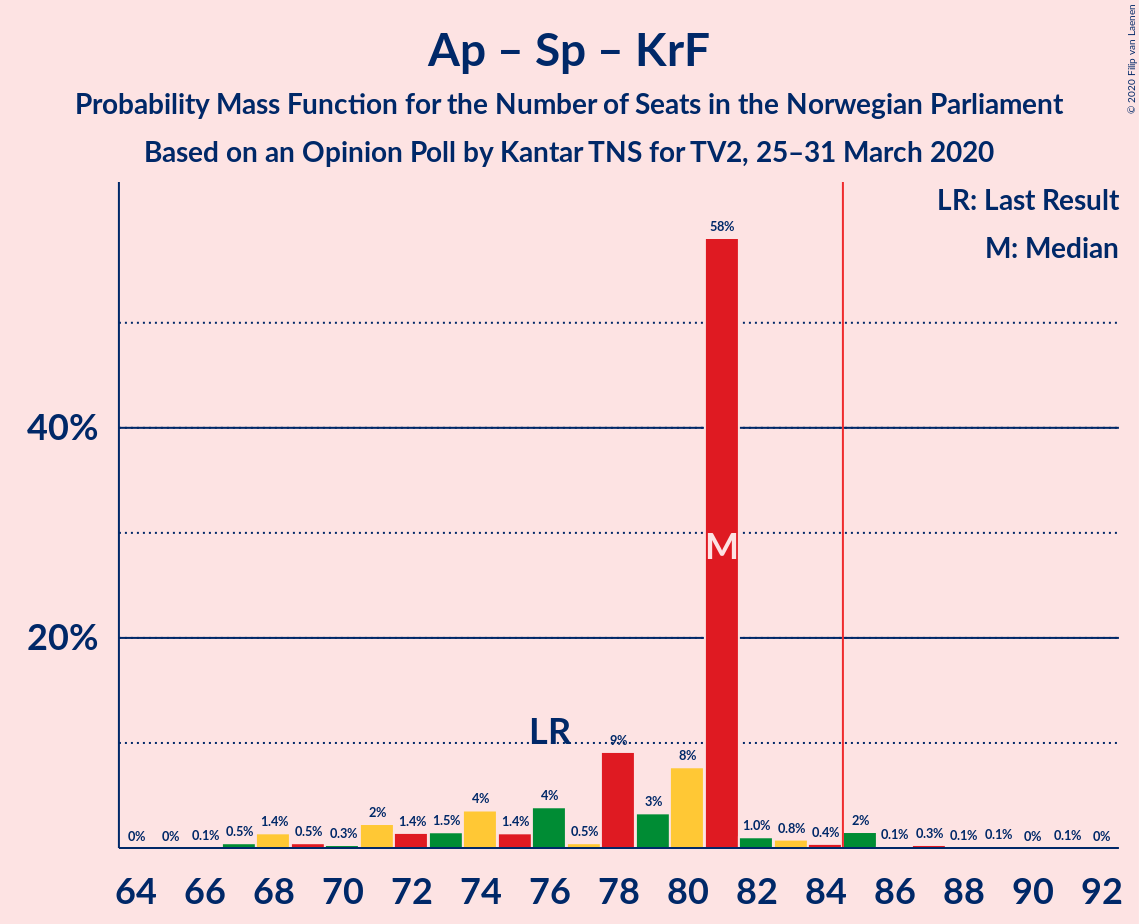 Ap – Sp – KrF
Probability Mass Function for the Number of Seats in the Norwegian Parliament
Based on an Opinion Poll by Kantar TNS for TV2, 25–31 March 2020
© 2020 Filip van Laenen
LR: Last Result
M: Median
40%
20%
0% 0% 0.1% 0.5% 1.4% 0.5% 0.3% 2% 1.4% 1.5% 4% 1.4% 4% 0.5% 9% 3% 8% 58% 1.0% 0.8% 0.4% 2% 0.1% 0.3% 0.1% 0.1% 0% 0.1% 0%
LR
M
64 66 68 70 72 74 76 78 80 82 84 86 88 90 92